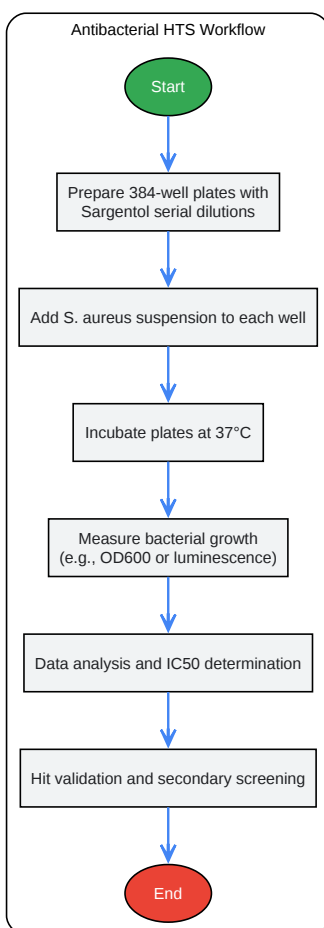 Antibacterial HTS Workflow
Start
Prepare 384-well plates with
Sargentol serial dilutions
Add S. aureus suspension to each well
Incubate plates at 37°C
Measure bacterial growth
(e.g., OD600 or luminescence)
Data analysis and IC50 determination
Hit validation and secondary screening
End